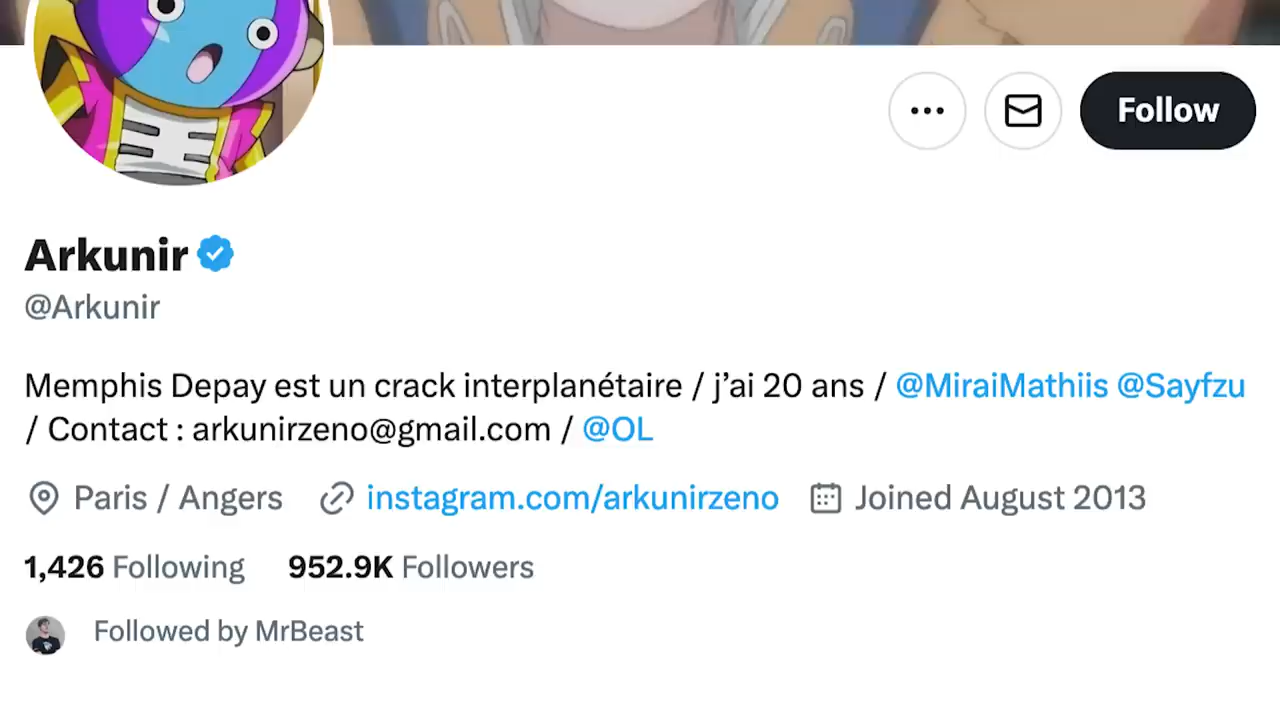 Follow
Arkunir
@Arkunir
Memphis Depay est un crack interplanétaire / j’ai 20 ans / @MiraiMathiis @Sayfzu
/ Contact : arkunirzeno@gmail.com / @OL
Paris / Angers instagram.com/arkunirzeno Joined August 2013
1,426 Following 952.9K Followers
Followed by MrBeast